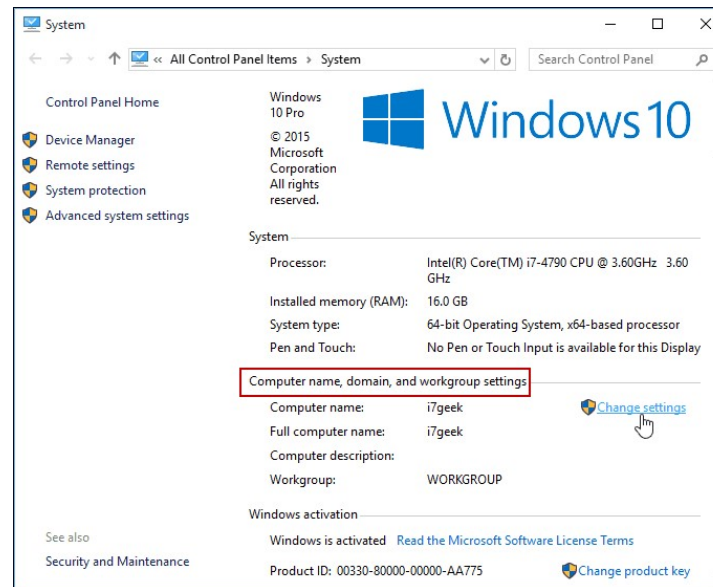 System
« All Control Panel Items › System
Search Control Panel
Control Panel Home
Device Manager
Remote settings
System protection
Advanced system settings
See also
Security and Maintenance
Windows
10 Pro
© 2015
Microsoft
Corporation
All rights
reserved.
Windows 10
System
Processor: Intel(R) Core(TM) i7-4790 CPU @ 3.60GHz 3.60
GHz
Installed memory (RAM): 16.0 GB
System type: 64-bit Operating System, x64-based processor
Pen and Touch: No Pen or Touch Input is available for this Display
Computer name, domain, and workgroup settings
Computer name: i7geek Change settings
Full computer name: i7geek
Computer description:
Workgroup: WORKGROUP
Windows activation
Windows is activated Read the Microsoft Software License Terms
Product ID: 00330-80000-00000-AA775 Change product key